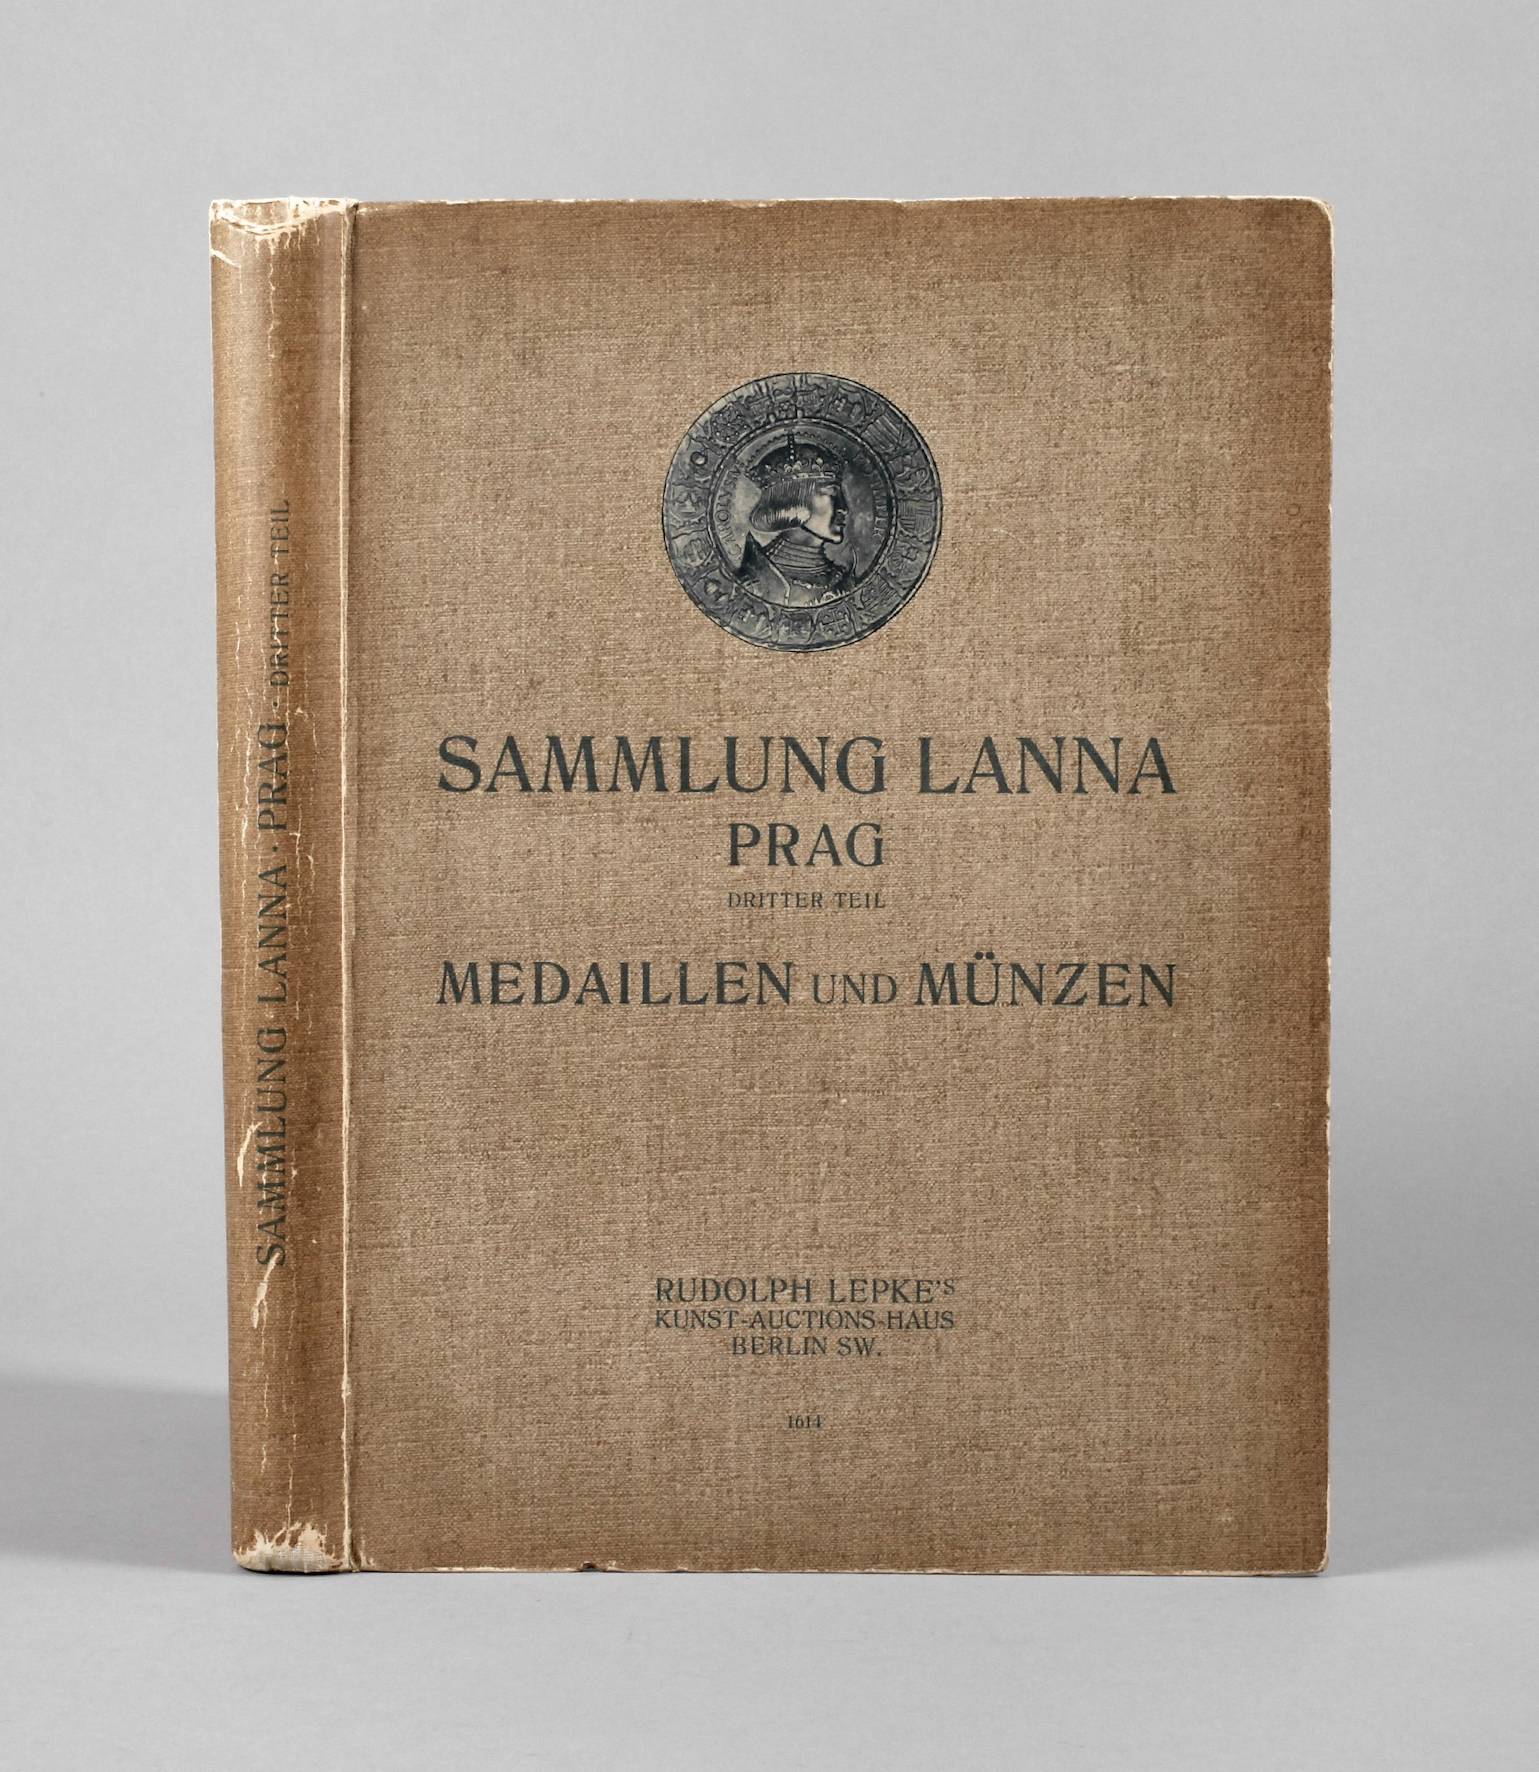 SAMMLUNG LANNA · PRAG · DRITTER TEIL
CAROLVS
SAMMLUNG LANNA
PRAG
DRITTER TEIL
MEDAILLEN UND MÜNZEN
RUDOLPH LEPKE'S
KUNST-AUCTIONS-HAUS
BERLIN SW.
1614